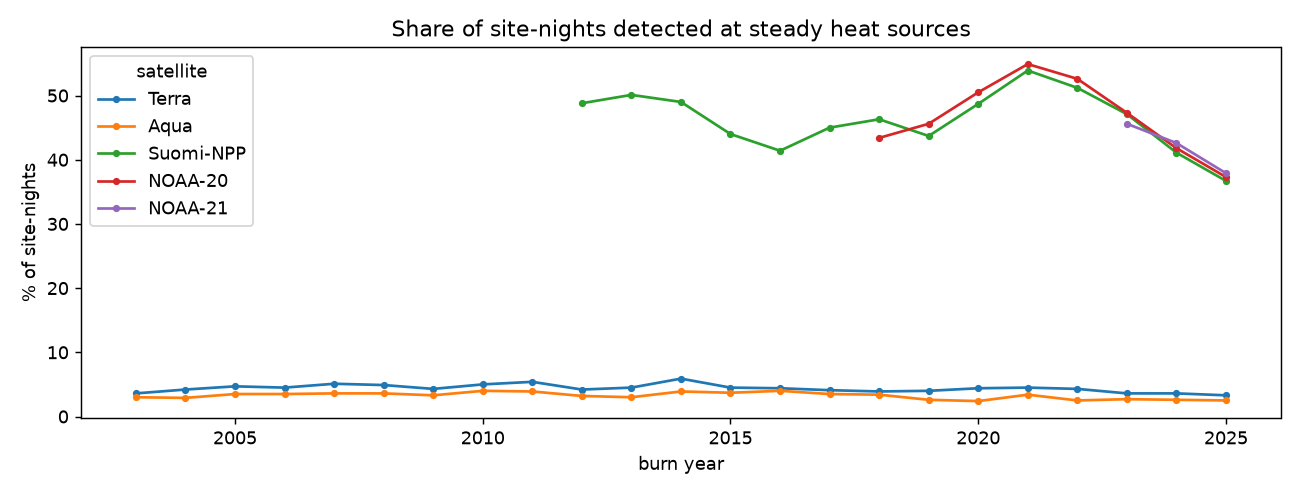 Share of site-nights detected at steady heat sources
satellite
Terra
Aqua
Suomi-NPP
NOAA-20
NOAA-21
% of site-nights
50
40
30
20
10
0
2005 2010 2015 2020 2025
burn year